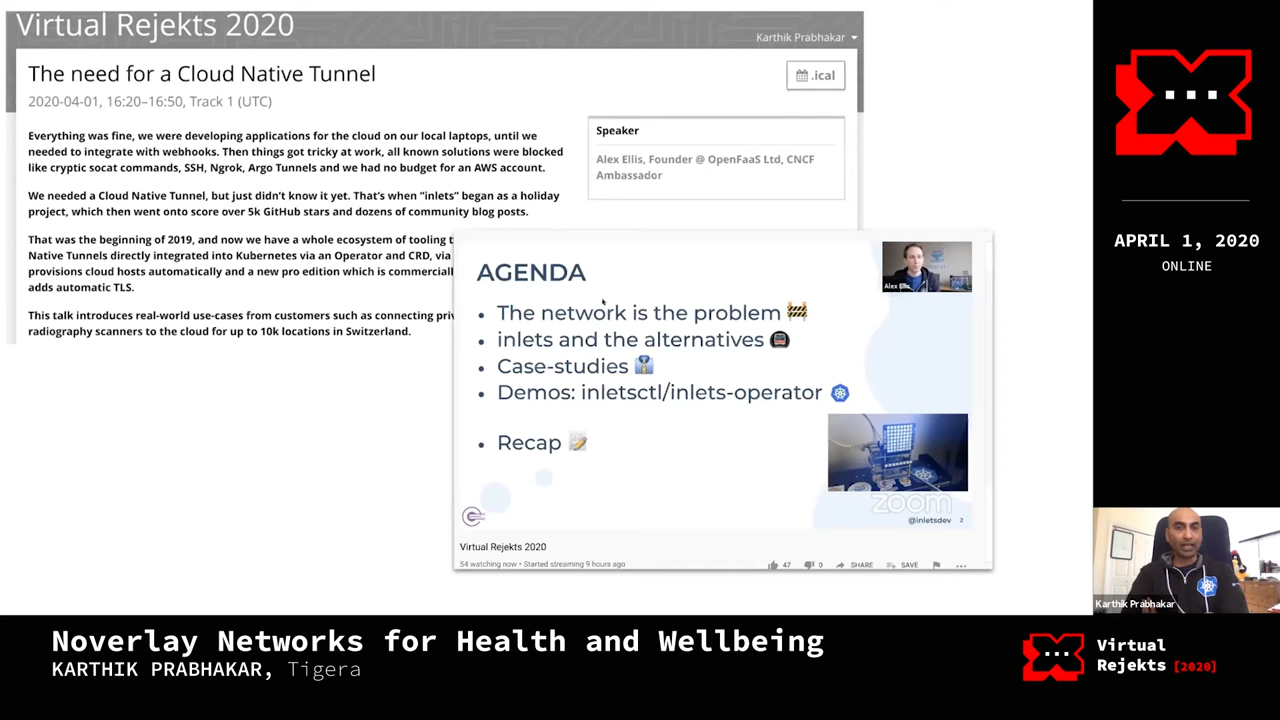 Virtual Rejekts 2020
Karthik Prabhakar
The need for a Cloud Native Tunnel
.ical
2020-04-01, 16:20–16:50, Track 1 (UTC)
Everything was fine, we were developing applications for the cloud on our local laptops, until we
needed to integrate with webhooks. Then things got tricky at work, all known solutions were blocked
like cryptic socat commands, SSH, Ngrok, Argo Tunnels and we had no budget for an AWS account.
We needed a Cloud Native Tunnel, but just didn't know it yet. That's when "inlets" began as a holiday
project, which then went onto score over 5k GitHub stars and dozens of community blog posts.
That was the beginning of 2019, and now we have a whole ecosystem of tooling t
Native Tunnels directly integrated into Kubernetes via an Operator and CRD, via
provisions cloud hosts automatically and a new pro edition which is commercial
adds automatic TLS.
This talk introduces real-world use-cases from customers such as connecting priv
radiography scanners to the cloud for up to 10k locations in Switzerland.
Speaker
Alex Ellis, Founder @ OpenFaaS Ltd, CNCF
Ambassador
AGENDA
• The network is the problem
• inlets and the alternatives
• Case-studies
• Demos: inletsctl/inlets-operator
• Recap
Alex Ellis
zoom
@inletsdev 2
Virtual Rejekts 2020
54 watching now • Started streaming 9 hours ago
47 0 SHARE SAVE
APRIL 1, 2020
ONLINE
Karthik Prabhakar
Noverlay Networks for Health and Wellbeing
KARTHIK PRABHAKAR, Tigera
Virtual
Rejekts [2020]